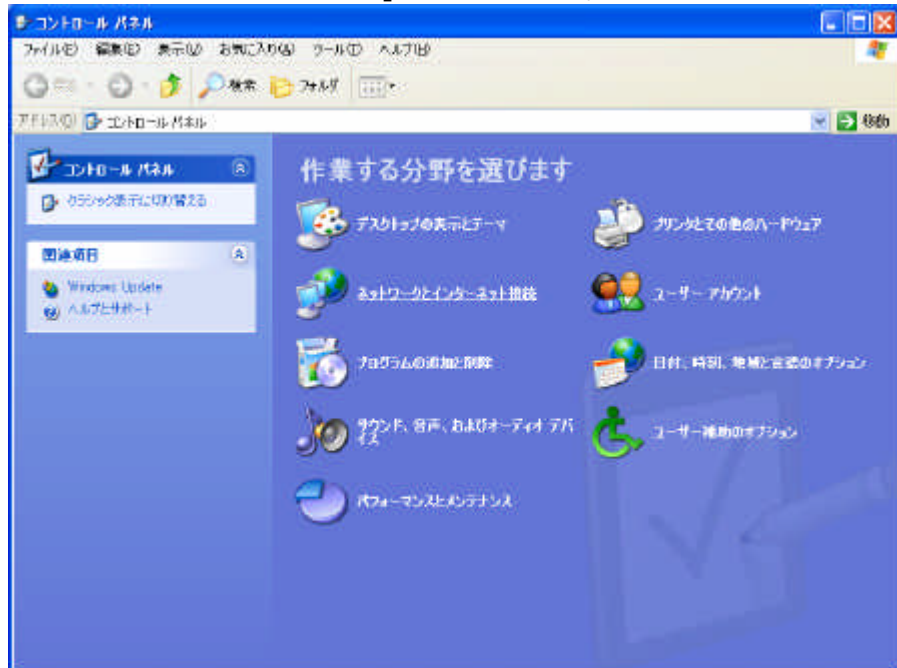 コントロール パネル
ファイル(F) 編集(E) 表示(V) お気に入り(A) ツール(T) ヘルプ(H)
戻る 検索 フォルダ
アドレス(D) コントロール パネル 移動
コントロール パネル
クラシック表示に切り替える
関連項目
Windows Update
ヘルプとサポート
作業する分野を選びます
デスクトップの表示とテーマ
プリンタとその他のハードウェア
ネットワークとインターネット接続
ユーザー アカウント
プログラムの追加と削除
日付、時刻、地域と言語のオプション
サウンド、音声、およびオーディオ デバ
イス
ユーザー補助のオプション
パフォーマンスとメンテナンス